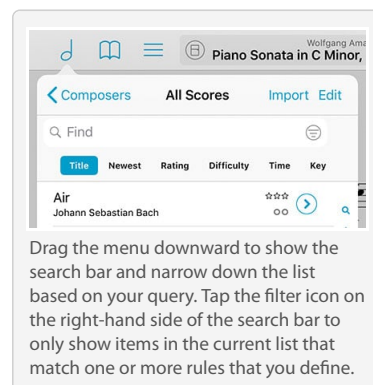 Wolfgang Ama
Piano Sonata in C Minor,
Composers All Scores Import Edit
Find
Title Newest Rating Difficulty Time Key
Air
Johann Sebastian Bach
Drag the menu downward to show the
search bar and narrow down the list
based on your query. Tap the filter icon on
the right-hand side of the search bar to
only show items in the current list that
match one or more rules that you define.